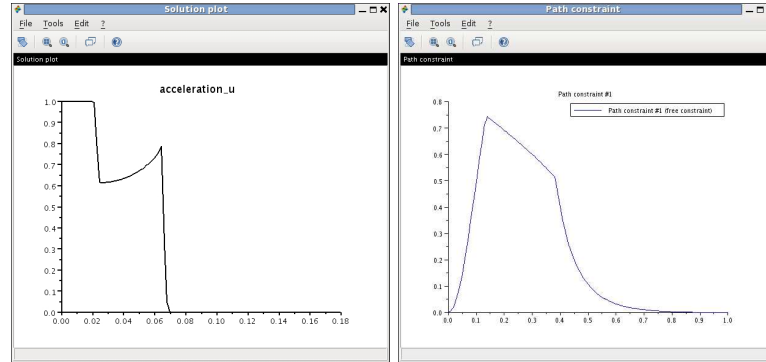 Solution plot
File Tools Edit ?
Solution plot
acceleration_u
1.0
0.9
0.8
0.7
0.6
0.5
0.4
0.3
0.2
0.1
0.0
0.00 0.02 0.04 0.06 0.08 0.10 0.12 0.14 0.16 0.18
Path constraint
File Tools Edit ?
Path constraint
Path constraint #1
Path constraint #1 (free constraint)
0.8
0.7
0.6
0.5
0.4
0.3
0.2
0.1
0.0
0.0 0.1 0.2 0.3 0.4 0.5 0.6 0.7 0.8 0.9 1.0